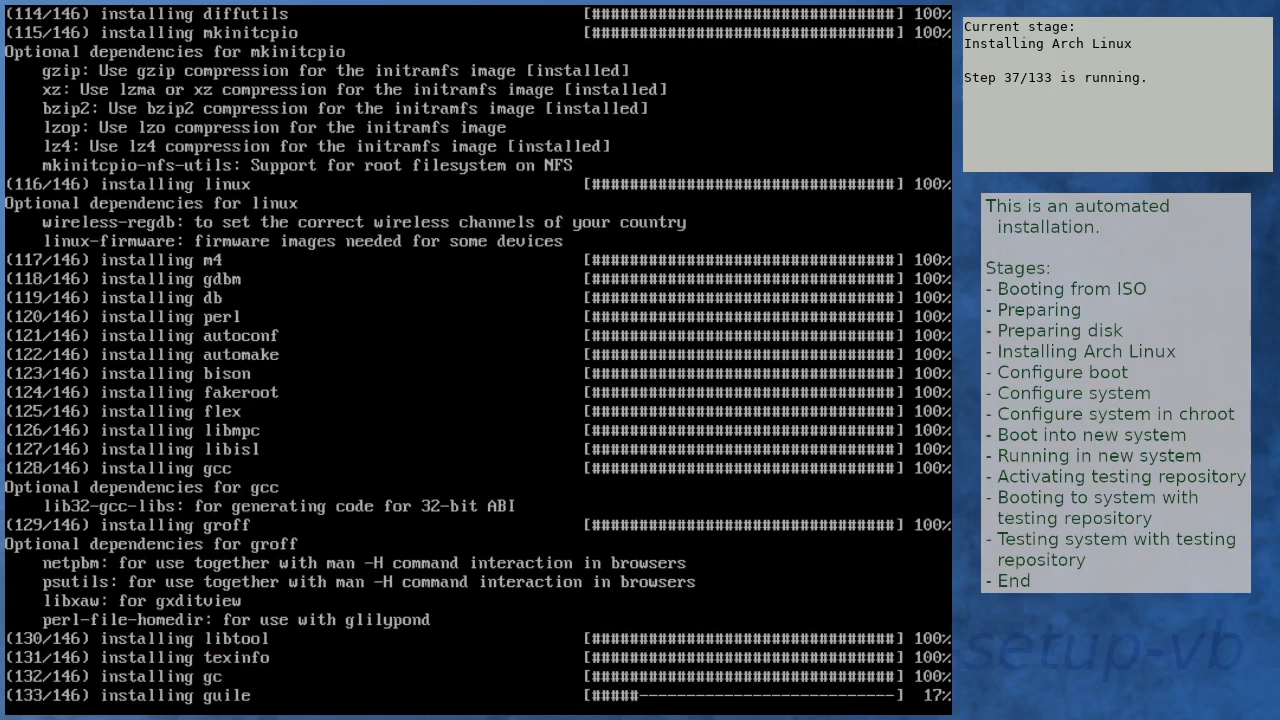 (114/146) installing diffutils [################################] 100%
(115/146) installing mkinitcpio [################################] 100%
Optional dependencies for mkinitcpio
    gzip: Use gzip compression for the initramfs image [installed]
    xz: Use lzma or xz compression for the initramfs image [installed]
    bzip2: Use bzip2 compression for the initramfs image [installed]
    lzop: Use lzo compression for the initramfs image
    lz4: Use lz4 compression for the initramfs image [installed]
    mkinitcpio-nfs-utils: Support for root filesystem on NFS
(116/146) installing linux [################################] 100%
Optional dependencies for linux
    wireless-regdb: to set the correct wireless channels of your country
    linux-firmware: firmware images needed for some devices
(117/146) installing m4 [################################] 100%
(118/146) installing gdbm [################################] 100%
(119/146) installing db [################################] 100%
(120/146) installing perl [################################] 100%
(121/146) installing autoconf [################################] 100%
(122/146) installing automake [################################] 100%
(123/146) installing bison [################################] 100%
(124/146) installing fakeroot [################################] 100%
(125/146) installing flex [################################] 100%
(126/146) installing libmpc [################################] 100%
(127/146) installing libisl [################################] 100%
(128/146) installing gcc [################################] 100%
Optional dependencies for gcc
    lib32-gcc-libs: for generating code for 32-bit ABI
(129/146) installing groff [################################] 100%
Optional dependencies for groff
    netpbm: for use together with man -H command interaction in browsers
    psutils: for use together with man -H command interaction in browsers
    libxaw: for gxditview
    perl-file-homedir: for use with glilypond
(130/146) installing libtool [################################] 100%
(131/146) installing texinfo [################################] 100%
(132/146) installing gc [################################] 100%
(133/146) installing guile [#####---------------------------] 17%
Current stage:
Installing Arch Linux
Step 37/133 is running.
This is an automated
installation.
Stages:
- Booting from ISO
- Preparing
- Preparing disk
- Installing Arch Linux
- Configure boot
- Configure system
- Configure system in chroot
- Boot into new system
- Running in new system
- Activating testing repository
- Booting to system with
testing repository
- Testing system with testing
repository
- End
setup-vb